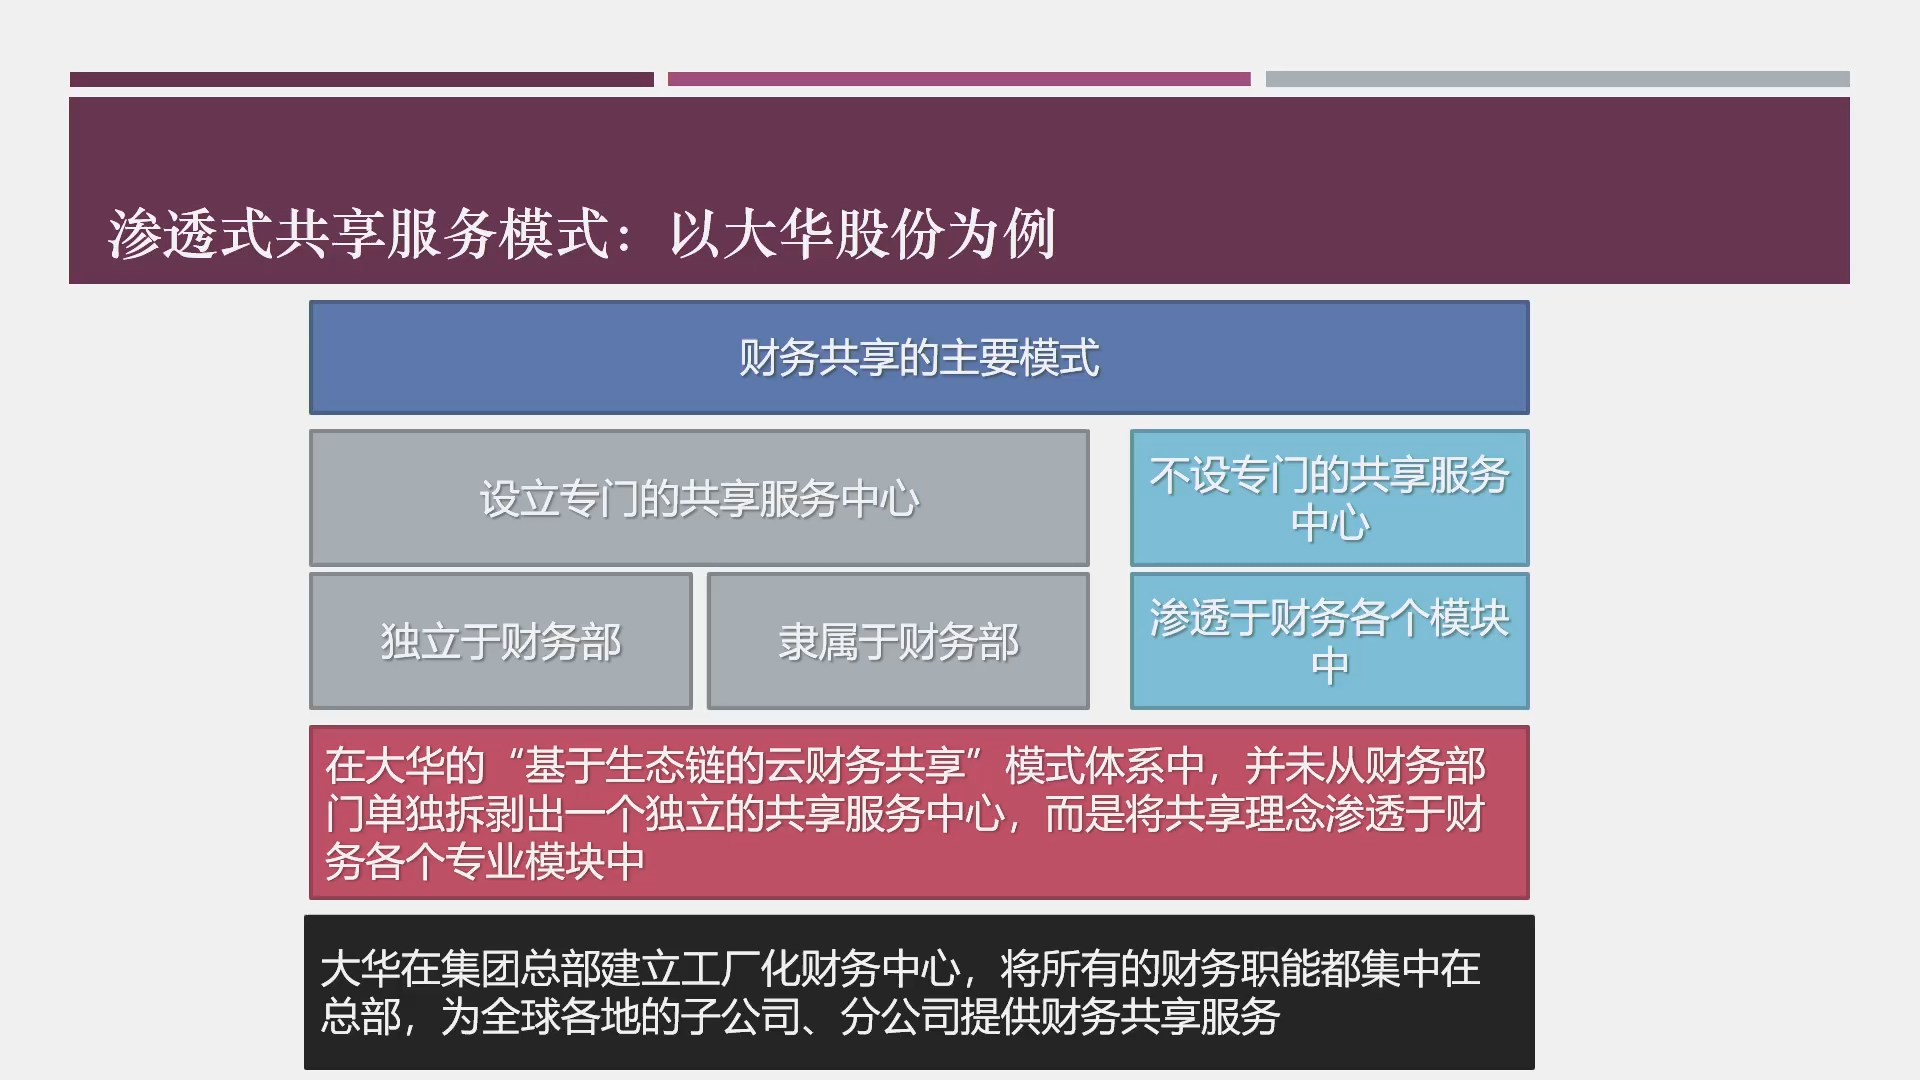 渗透式共享服务模式：以大华股份为例
财务共享的主要模式
设立专门的共享服务中心
不设专门的共享服务
中心
独立于财务部
隶属于财务部
渗透于财务各个模块
中
在大华的“基于生态链的云财务共享”模式体系中，并未从财务部
门单独拆剥出一个独立的共享服务中心，而是将共享理念渗透于财
务各个专业模块中
大华在集团总部建立工厂化财务中心，将所有的财务职能都集中在
总部，为全球各地的子公司、分公司提供财务共享服务